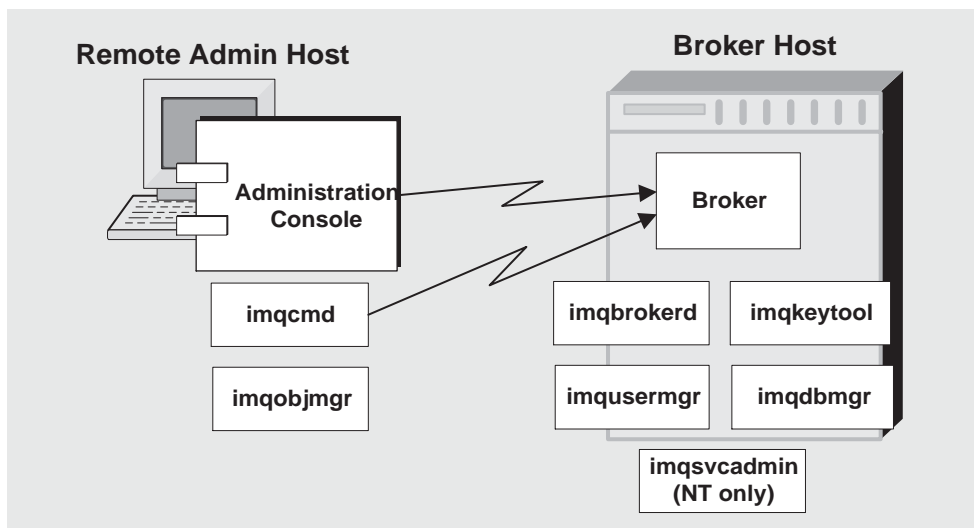 Remote Admin Host
Broker Host
Administration
Console
Broker
imqcmd
imqobjmgr
imqbrokerd
imqkeytool
imqusermgr
imqdbmgr
imqsvcadmin
(NT only)